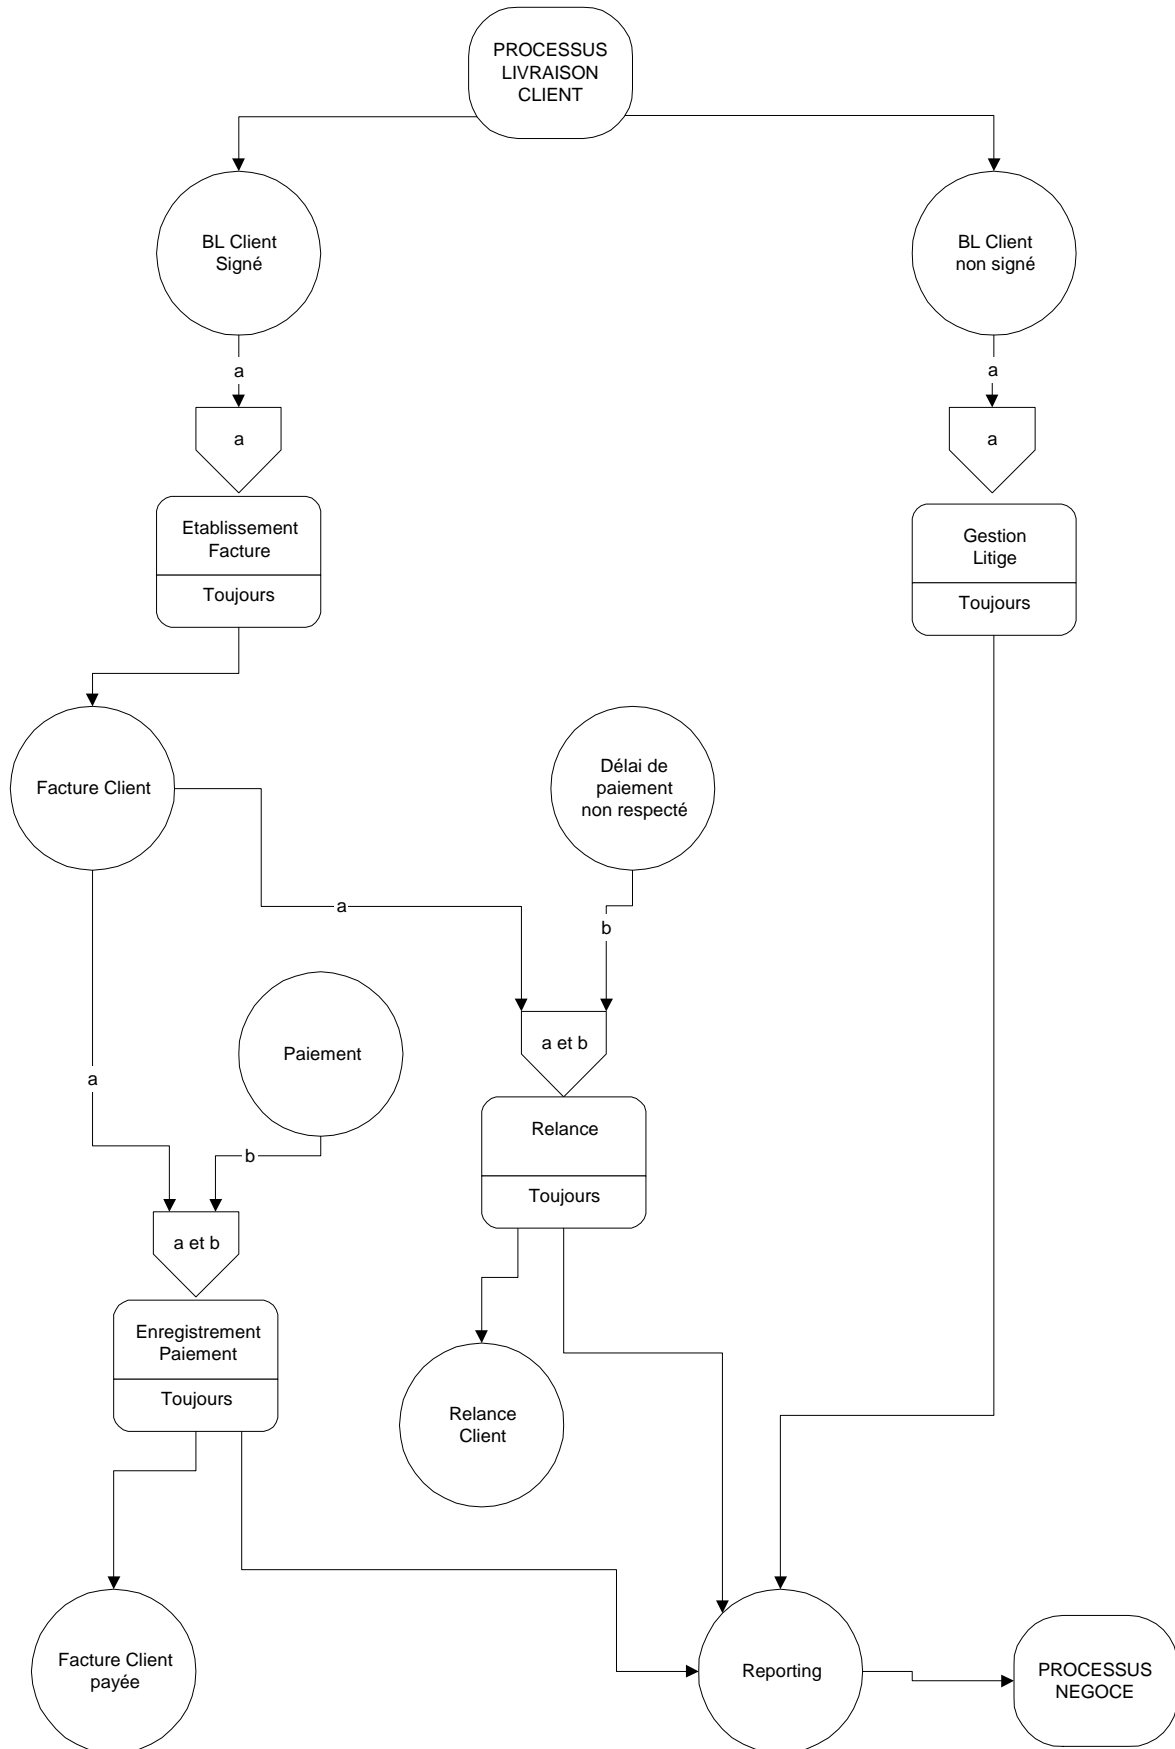 PROCESSUS
LIVRAISON
CLIENT
BL Client
Signé
BL Client
non signé
a
a
a
a
Etablissement
Facture
Toujours
Gestion
Litige
Toujours
Facture Client
Délai de
paiement
non respecté
a
b
Paiement
a et b
a
Relance
Toujours
b
a et b
Enregistrement
Paiement
Toujours
Relance
Client
Facture Client
payée
Reporting
PROCESSUS
NEGOCE